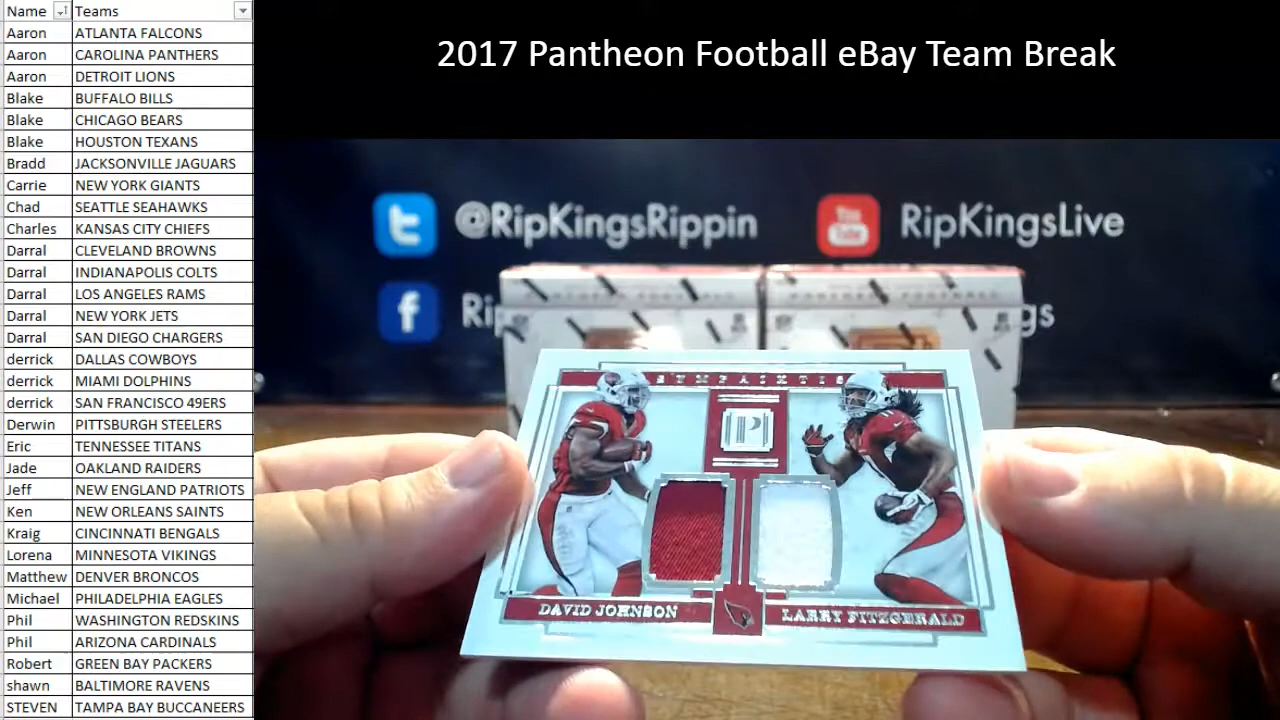 Name Teams
Aaron ATLANTA FALCONS
Aaron CAROLINA PANTHERS
Aaron DETROIT LIONS
Blake BUFFALO BILLS
Blake CHICAGO BEARS
Blake HOUSTON TEXANS
Bradd JACKSONVILLE JAGUARS
Carrie NEW YORK GIANTS
Chad SEATTLE SEAHAWKS
Charles KANSAS CITY CHIEFS
Darral CLEVELAND BROWNS
Darral INDIANAPOLIS COLTS
Darral LOS ANGELES RAMS
Darral NEW YORK JETS
Darral SAN DIEGO CHARGERS
derrick DALLAS COWBOYS
derrick MIAMI DOLPHINS
derrick SAN FRANCISCO 49ERS
Derwin PITTSBURGH STEELERS
Eric TENNESSEE TITANS
Jade OAKLAND RAIDERS
Jeff NEW ENGLAND PATRIOTS
Ken NEW ORLEANS SAINTS
Kraig CINCINNATI BENGALS
Lorena MINNESOTA VIKINGS
Matthew DENVER BRONCOS
Michael PHILADELPHIA EAGLES
Phil WASHINGTON REDSKINS
Phil ARIZONA CARDINALS
Robert GREEN BAY PACKERS
shawn BALTIMORE RAVENS
STEVEN TAMPA BAY BUCCANEERS
2017 Pantheon Football eBay Team Break
@RipKingsRippin
You Tube RipKingsLive
DAVID JOHNSON
LARRY FITZGERALD